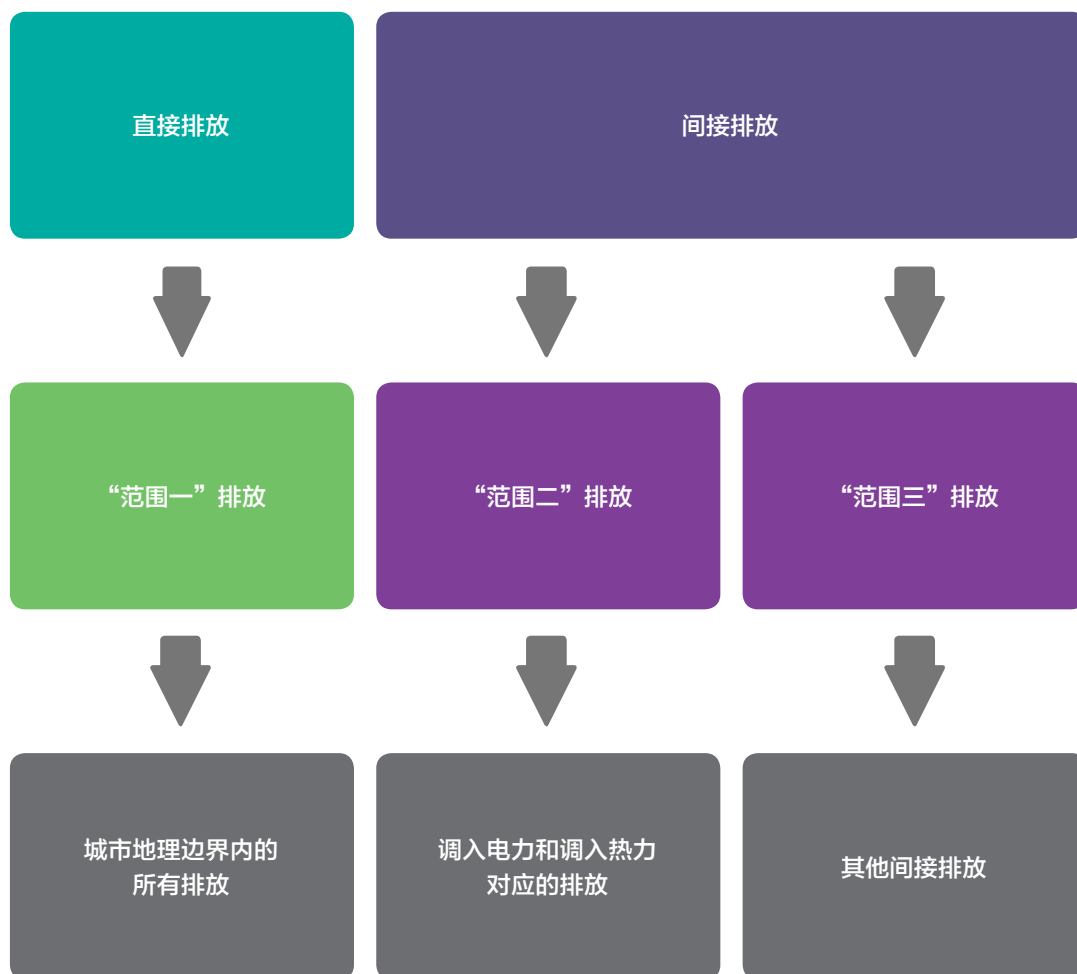 直接排放
间接排放
“范围一”排放
“范围二”排放
“范围三”排放
城市地理边界内的
所有排放
调入电力和调入热力
对应的排放
其他间接排放